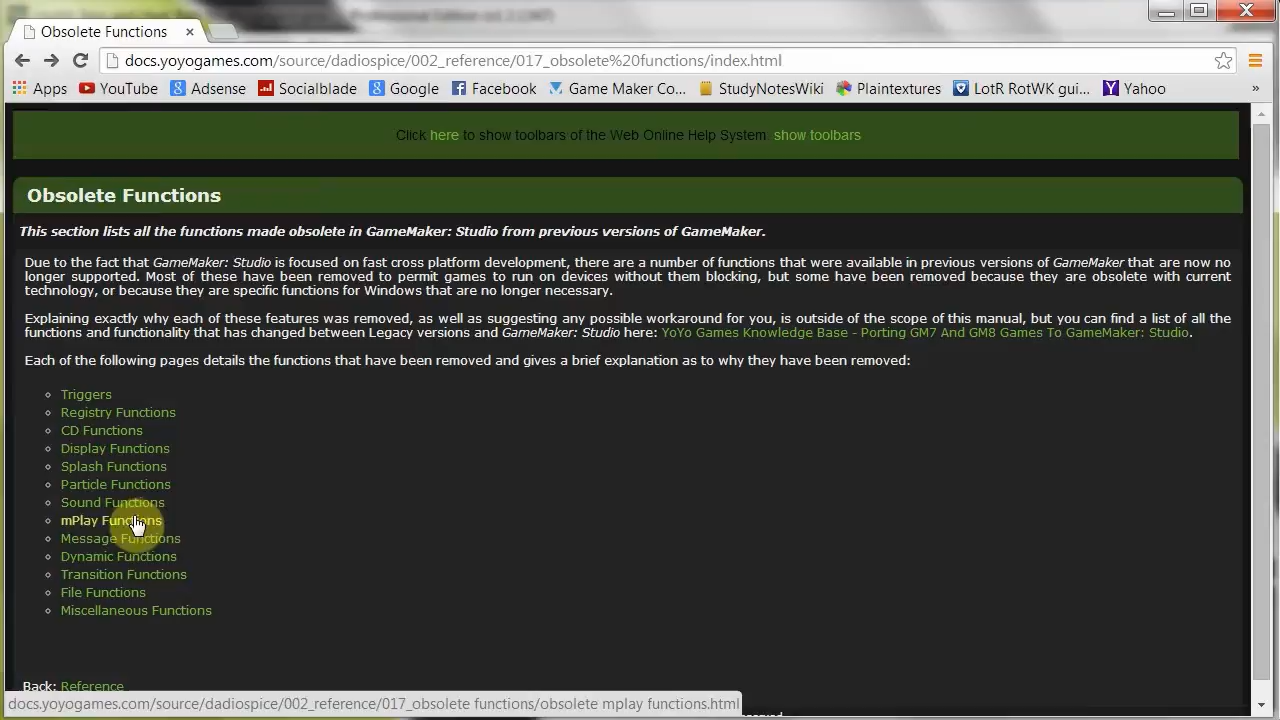 Obsolete Functions
docs.yoyogames.com/source/dadiospice/002_reference/017_obsolete%20functions/index.html
Apps YouTube Adsense Socialblade Google Facebook Game Maker Co... StudyNotesWiki Plaintextures LotR RotWK gui... Yahoo »
Click here to show toolbars of the Web Online Help System: show toolbars
Obsolete Functions
This section lists all the functions made obsolete in GameMaker: Studio from previous versions of GameMaker.
Due to the fact that GameMaker: Studio is focused on fast cross platform development, there are a number of functions that were available in previous versions of GameMaker that are now no
longer supported. Most of these have been removed to permit games to run on devices without them blocking, but some have been removed because they are obsolete with current
technology, or because they are specific functions for Windows that are no longer necessary.
Explaining exactly why each of these features was removed, as well as suggesting any possible workaround for you, is outside of the scope of this manual, but you can find a list of all the
functions and functionality that has changed between Legacy versions and GameMaker: Studio here: YoYo Games Knowledge Base - Porting GM7 And GM8 Games To GameMaker: Studio.
Each of the following pages details the functions that have been removed and gives a brief explanation as to why they have been removed:
Triggers
Registry Functions
CD Functions
Display Functions
Splash Functions
Particle Functions
Sound Functions
mPlay Functions
Message Functions
Dynamic Functions
Transition Functions
File Functions
Miscellaneous Functions
Back: Reference
docs.yoyogames.com/source/dadiospice/002_reference/017_obsolete functions/obsolete mplay functions.html